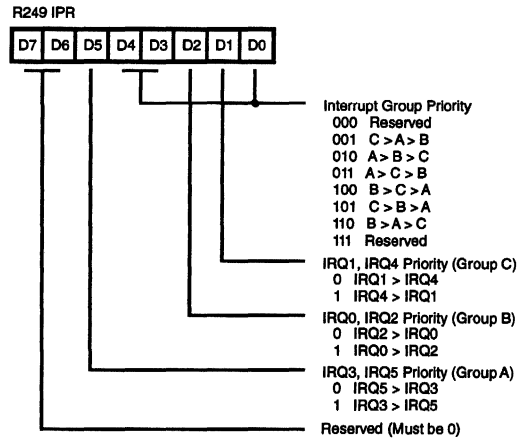 R249 IPR
D7 D6 D5 D4 D3 D2 D1 D0
Interrupt Group Priority
000 Reserved
001 C > A > B
010 A > B > C
011 A > C > B
100 B > C > A
101 C > B > A
110 B > A > C
111 Reserved
IRQ1, IRQ4 Priority (Group C)
0 IRQ1 > IRQ4
1 IRQ4 > IRQ1
IRQ0, IRQ2 Priority (Group B)
0 IRQ2 > IRQ0
1 IRQ0 > IRQ2
IRQ3, IRQ5 Priority (Group A)
0 IRQ5 > IRQ3
1 IRQ3 > IRQ5
Reserved (Must be 0)